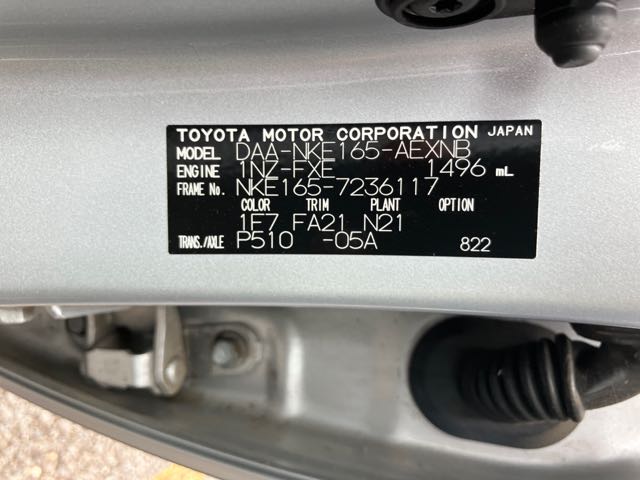 TOYOTA MOTOR CORPORATION JAPAN
MODEL DAA-NKE165-AEXNB
ENGINE 1NZ-FXE 1496 mL
FRAME No. NKE165-7236117
COLOR TRIM PLANT OPTION
1F7 FA21 N21
TRANS./AXLE P510 -05A 822